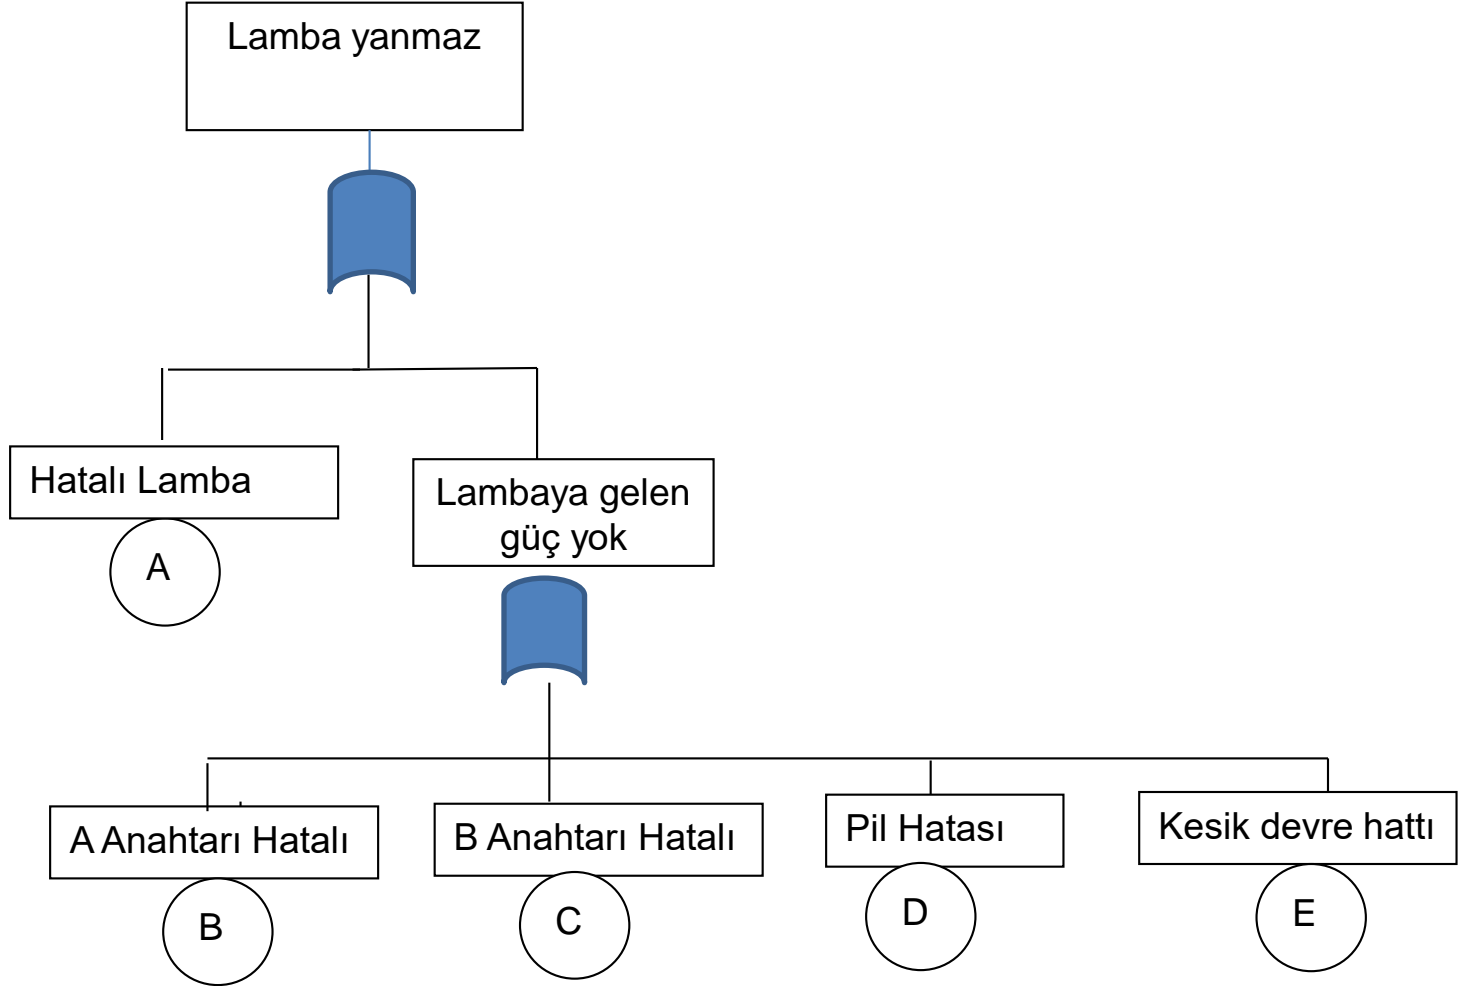 Lamba yanmaz
Hatalı Lamba
A
Lambaya gelen
güç yok
A Anahtarı Hatalı
B
B Anahtarı Hatalı
C
Pil Hatası
D
Kesik devre hattı
E